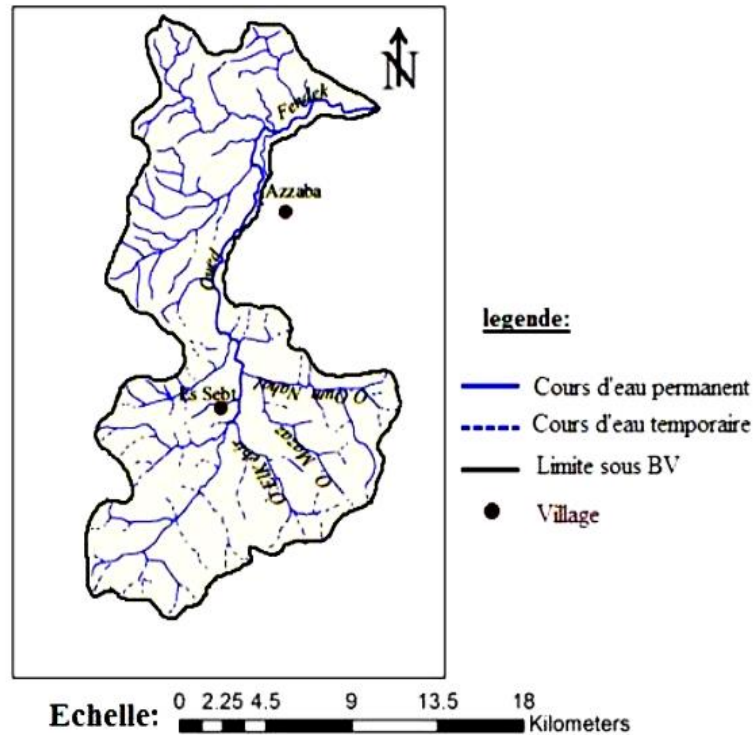 N
Fendek
Azzaba
Oued
Es Sebt
O Oum Nahel
O Mazaz
O El Kebir
legende:
Cours d'eau permanent
Cours d'eau temporaire
Limite sous BV
Village
Echelle:
0 2.25 4.5 9 13.5 18
Kilometers